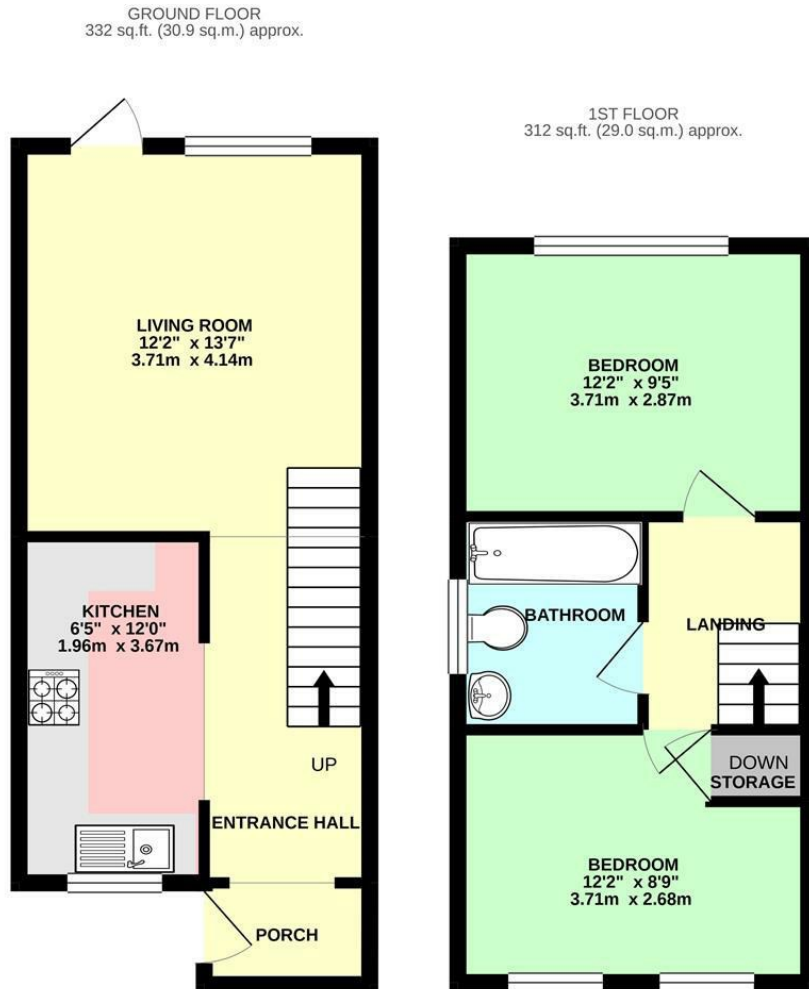 GROUND FLOOR
332 sq.ft. (30.9 sq.m.) approx.
LIVING ROOM
12'2" x 13'7"
3.71m x 4.14m
KITCHEN
6'5" x 12'0"
1.96m x 3.67m
UP
ENTRANCE HALL
PORCH
1ST FLOOR
312 sq.ft. (29.0 sq.m.) approx.
BEDROOM
12'2" x 9'5"
3.71m x 2.87m
BATHROOM
LANDING
DOWN
STORAGE
BEDROOM
12'2" x 8'9"
3.71m x 2.68m